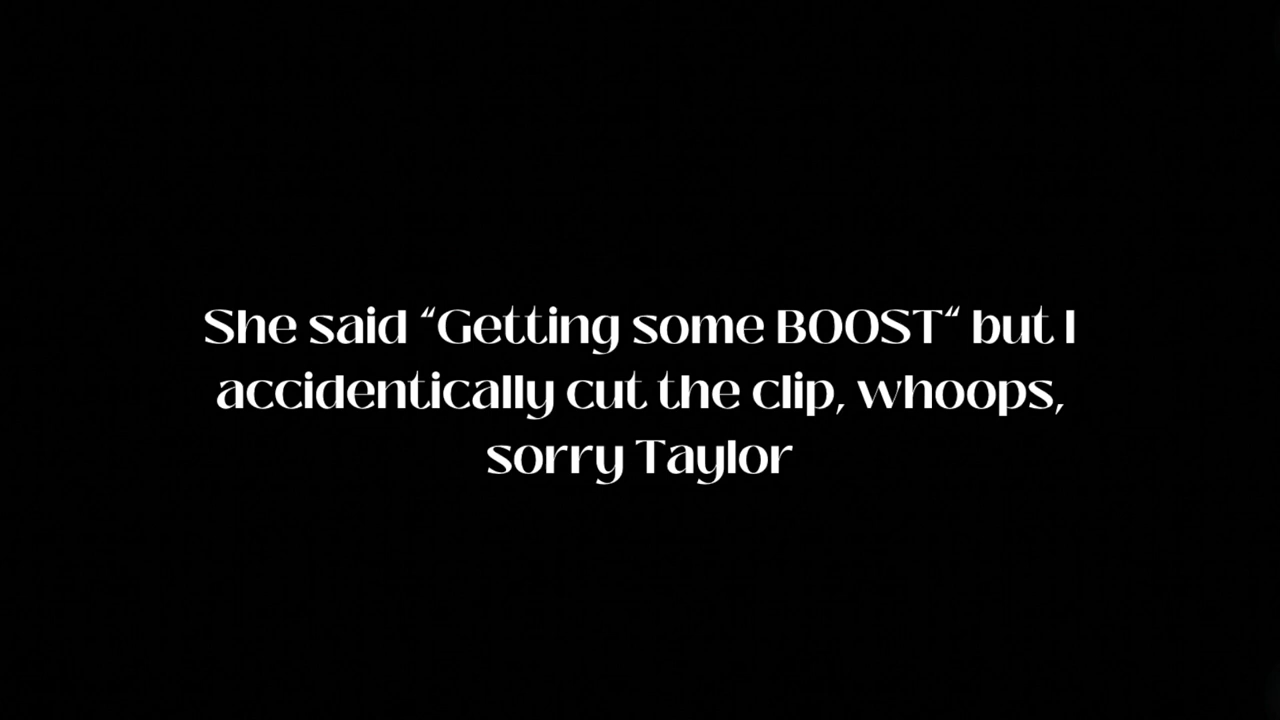 She said “Getting some BOOST“ but I
accidentically cut the clip, whoops,
sorry Taylor